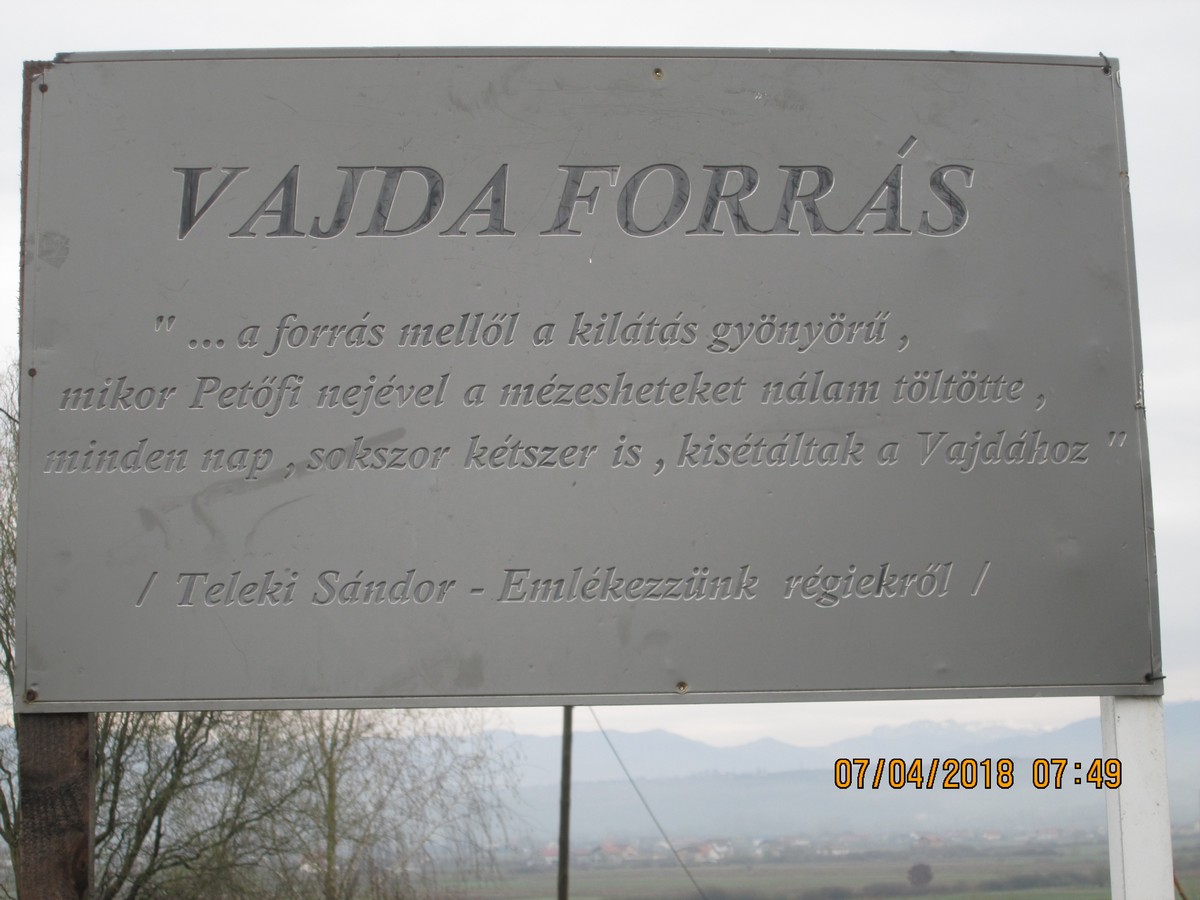 VAJDA FORRÁS
" ... a forrás mellől a kilátás gyönyörű ,
mikor Petőfi nejével a mézesheteket nálam töltötte ,
minden nap , sokszor kétszer is , kisétáltak a Vajdához "
/ Teleki Sándor - Emlékezzünk régiekről /
07/04/2018 07:49